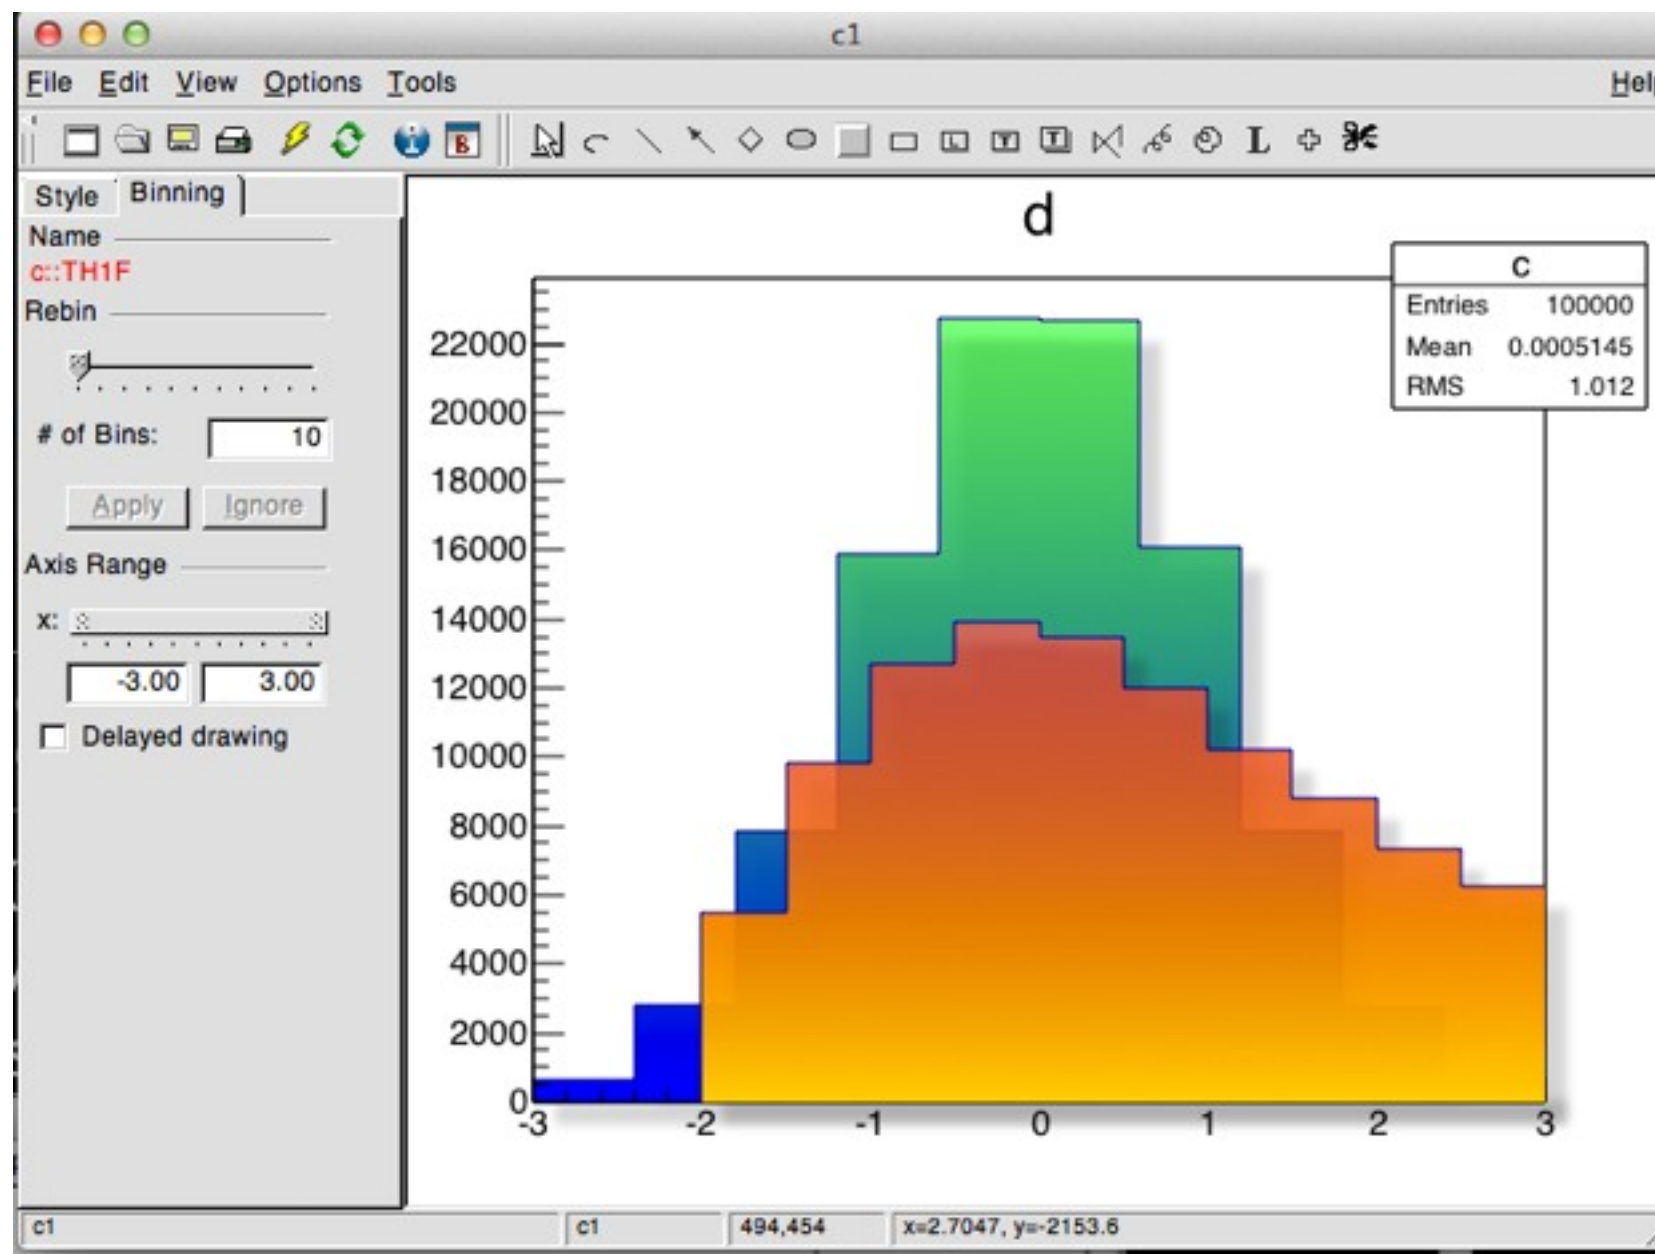 c1
File Edit View Options Tools Help
B L T T L
Style Binning
Name
c::TH1F
Rebin
# of Bins: 10
Apply Ignore
Axis Range
x:
-3.00 3.00
Delayed drawing
d
C
Entries 100000
Mean 0.0005145
RMS 1.012
22000
20000
18000
16000
14000
12000
10000
8000
6000
4000
2000
0
-3 -2 -1 0 1 2 3
c1 c1 494,454 x=2.7047, y=-2153.6